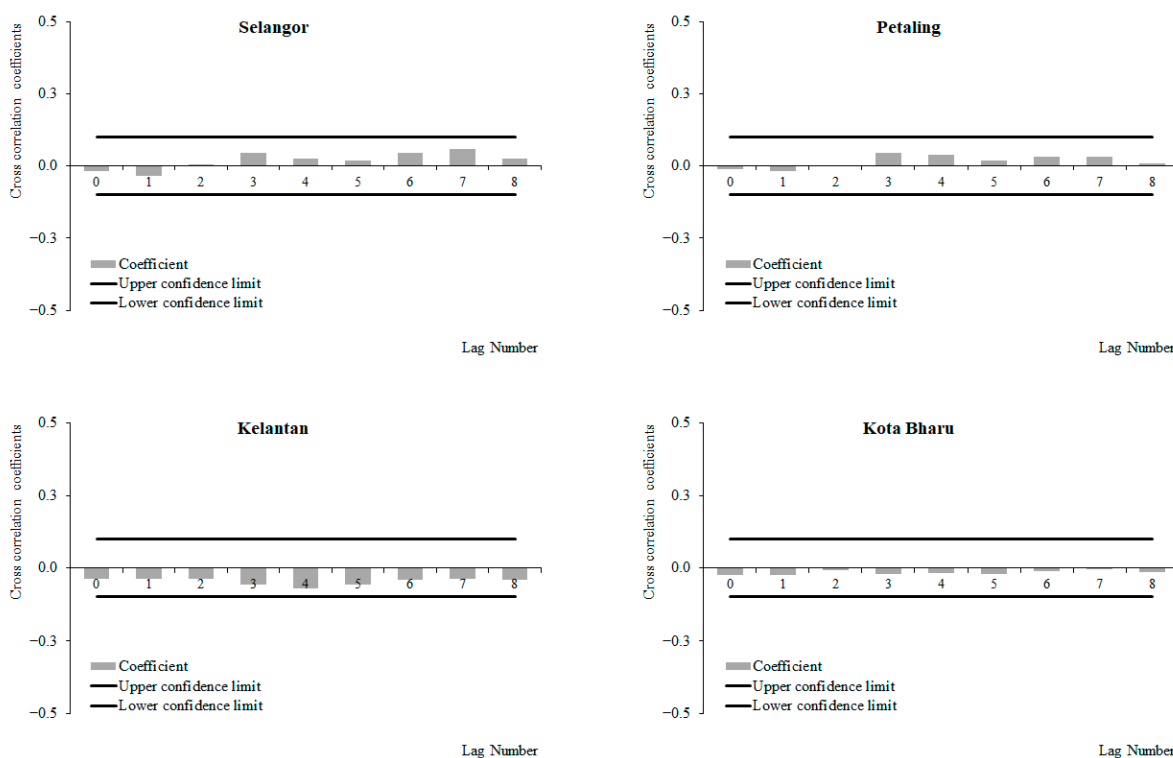 Selangor
Cross correlation coefficients
0.5
0.3
0.0
−0.3
−0.5
0 1 2 3 4 5 6 7 8
Coefficient
Upper confidence limit
Lower confidence limit
Lag Number
Petaling
Cross correlation coefficients
0.5
0.3
0.0
−0.3
−0.5
0 1 2 3 4 5 6 7 8
Coefficient
Upper confidence limit
Lower confidence limit
Lag Number
Kelantan
Cross correlation coefficients
0.5
0.3
0.0
−0.3
−0.5
0 1 2 3 4 5 6 7 8
Coefficient
Upper confidence limit
Lower confidence limit
Lag Number
Kota Bharu
Cross correlation coefficients
0.5
0.3
0.0
−0.3
−0.5
0 1 2 3 4 5 6 7 8
Coefficient
Upper confidence limit
Lower confidence limit
Lag Number